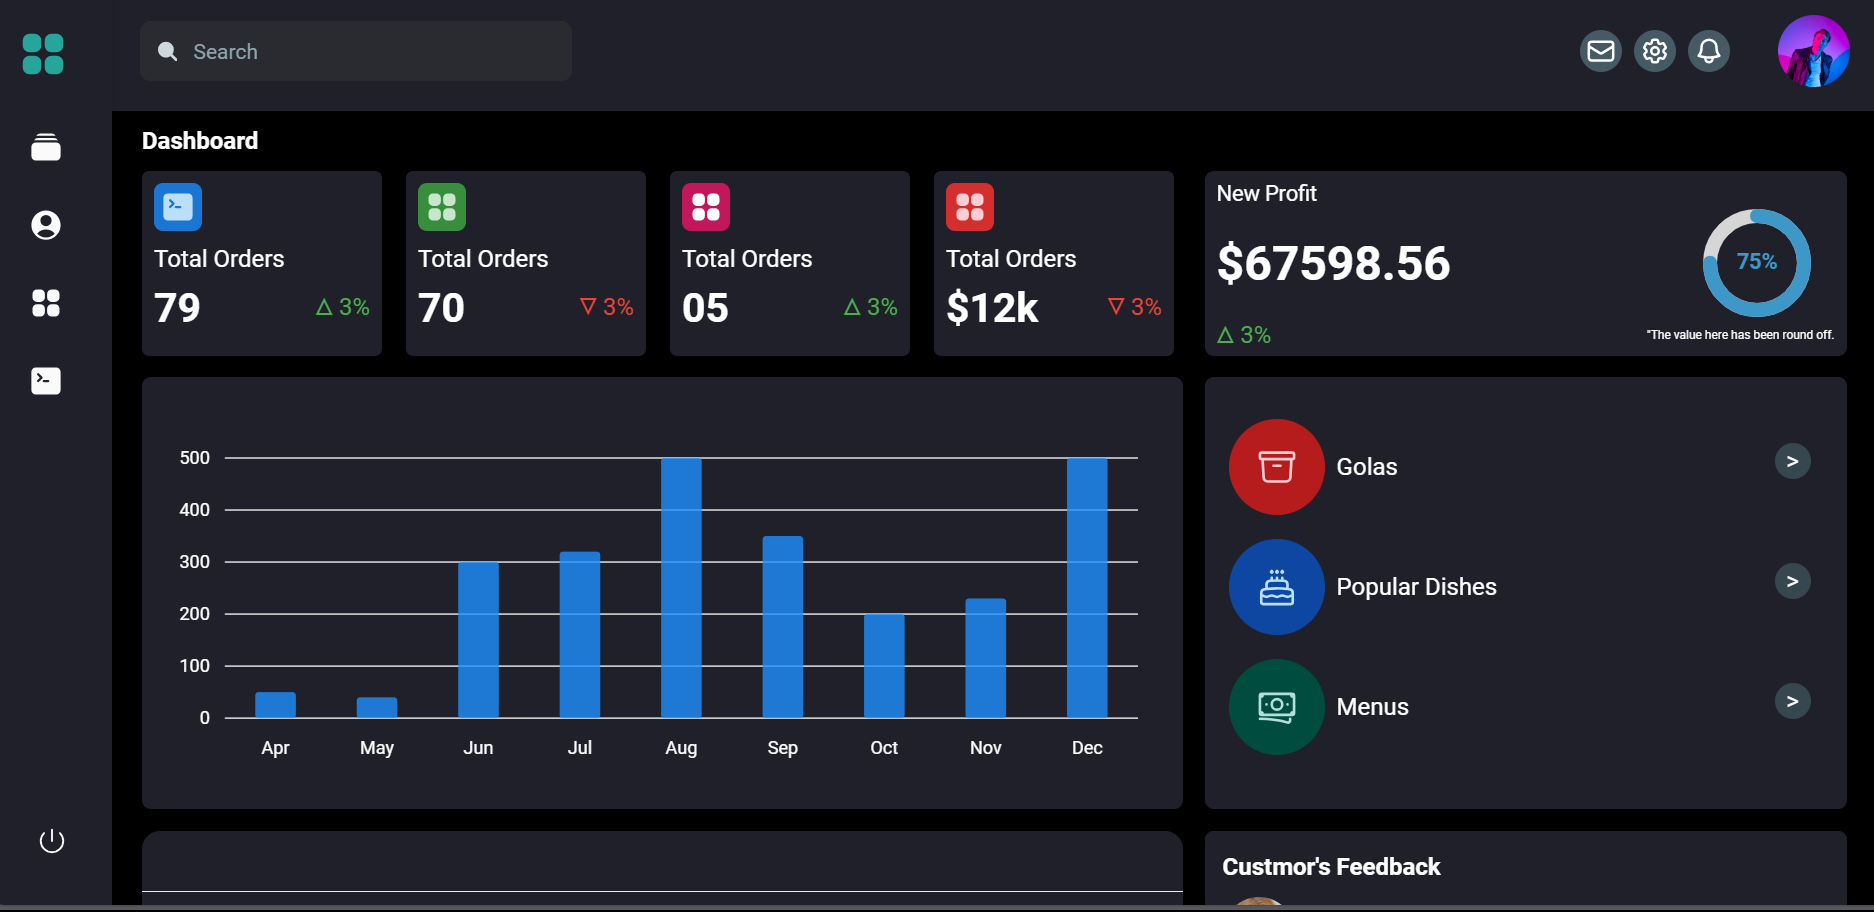 Search
Dashboard
Total Orders
79
△ 3%
Total Orders
70
▽ 3%
Total Orders
05
△ 3%
Total Orders
$12k
▽ 3%
New Profit
$67598.56
75%
△ 3%
"The value here has been round off.
500
400
300
200
100
0
Apr May Jun Jul Aug Sep Oct Nov Dec
Golas
>
Popular Dishes
>
Menus
>
Custmor's Feedback